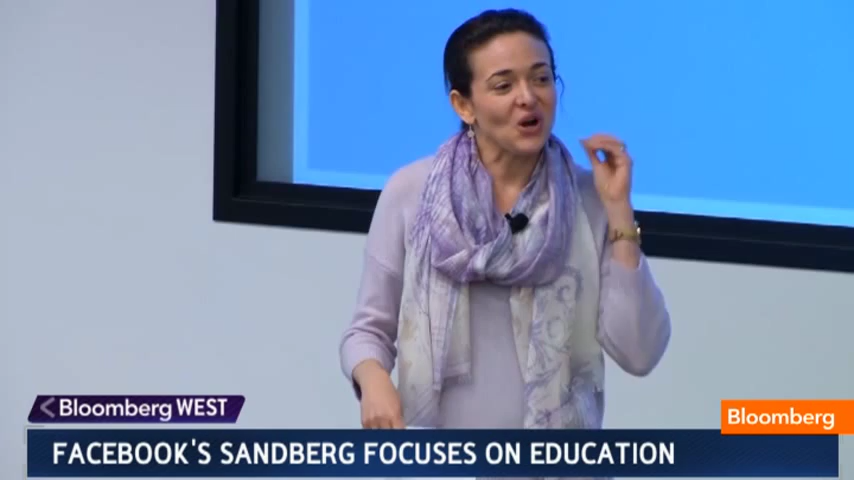 Bloomberg WEST
Bloomberg
FACEBOOK'S SANDBERG FOCUSES ON EDUCATION